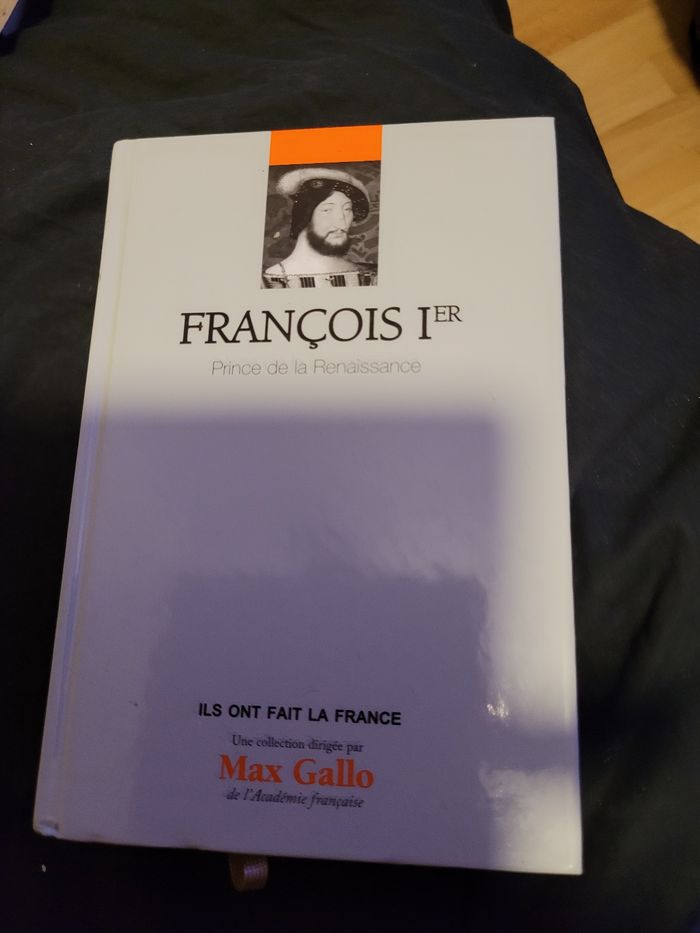 FRANÇOIS IER
Prince de la Renaissance
ILS ONT FAIT LA FRANCE
Une collection dirigée par
Max Gallo
de l'Académie française